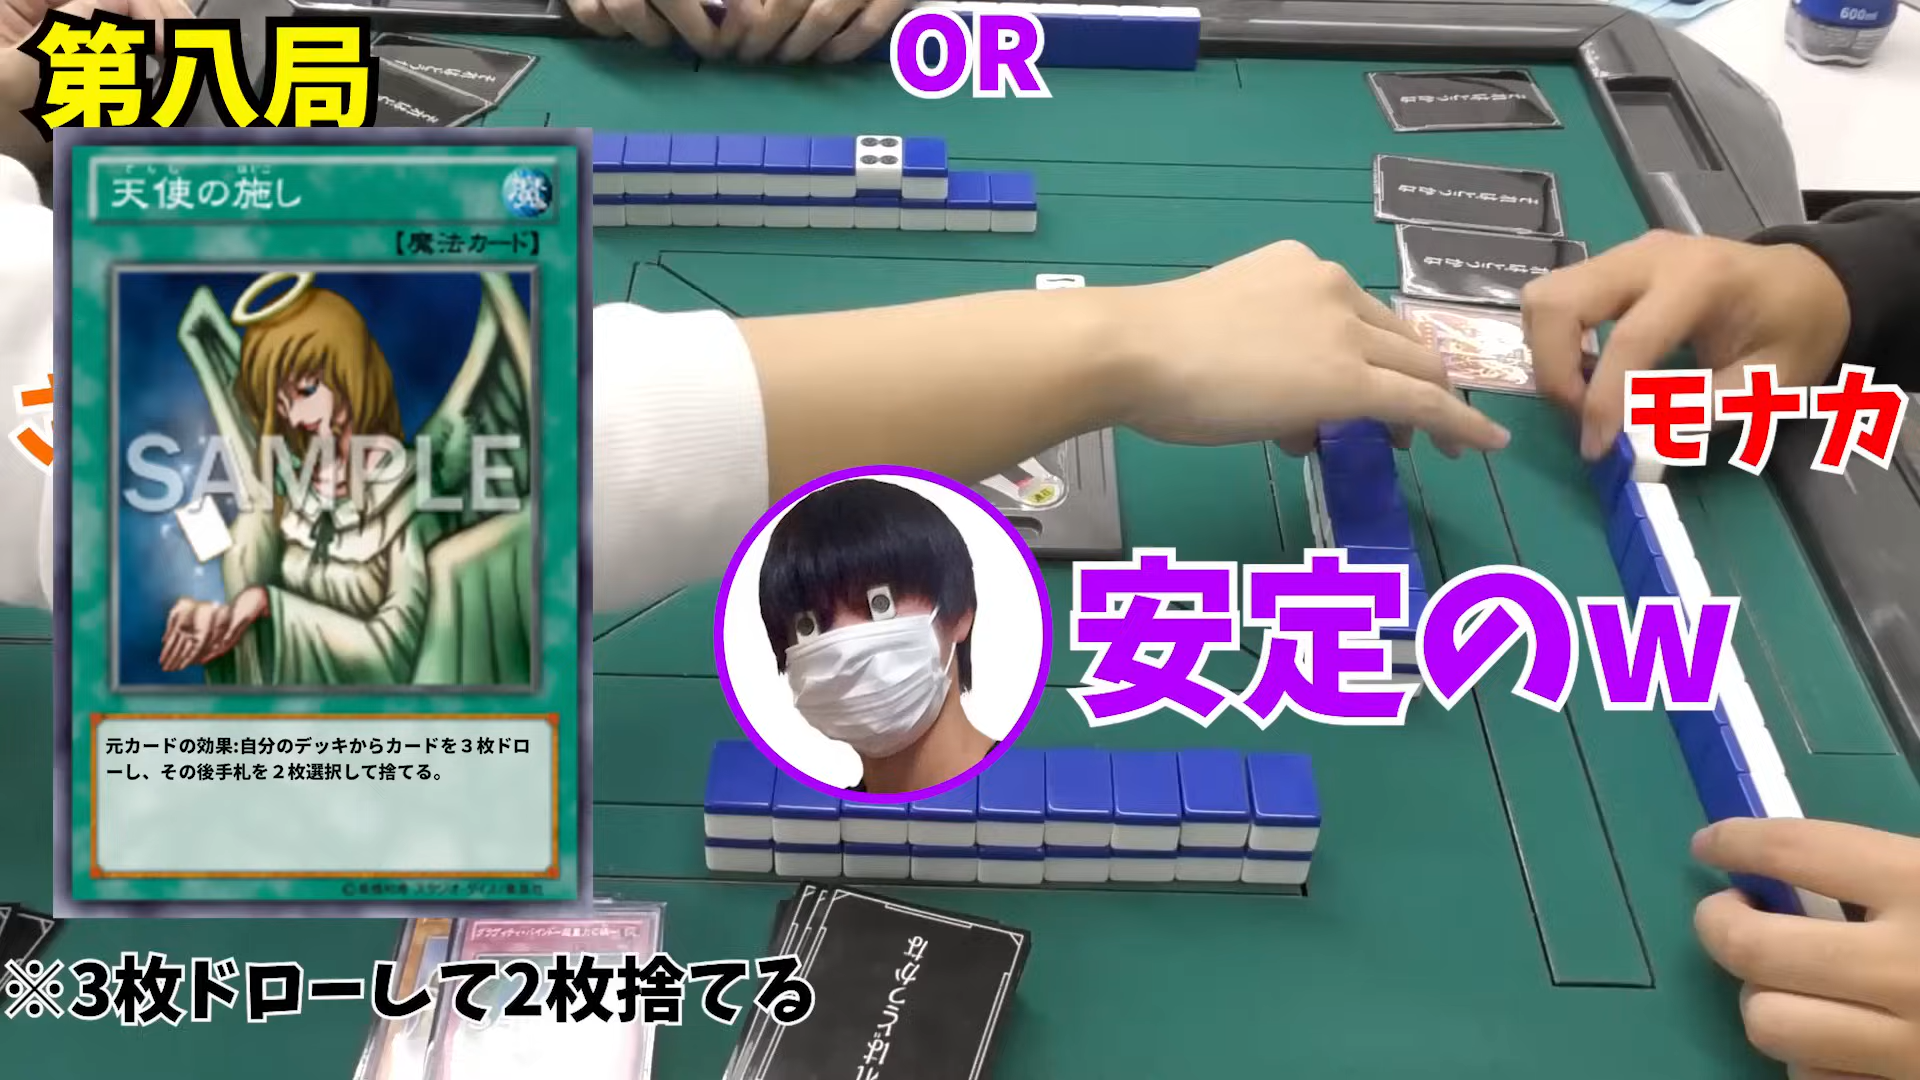 第八局
OR
600ml
天使の施し
魔
【魔法カード】
SAMPLE
モナカ
さ
安定のw
元カードの効果:自分のデッキからカードを3枚ドロ
ーし、その後手札を2枚選択して捨てる。
※3枚ドローして2枚捨てる